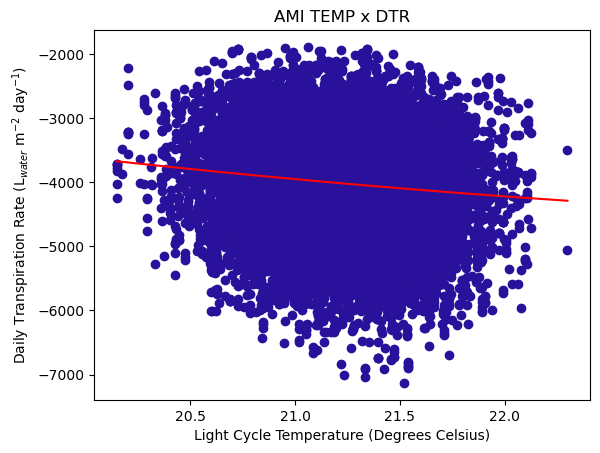 AMI TEMP x DTR
Daily Transpiration Rate (L_water m⁻² day⁻¹)
−2000
−3000
−4000
−5000
−6000
−7000
20.5 21.0 21.5 22.0
Light Cycle Temperature (Degrees Celsius)